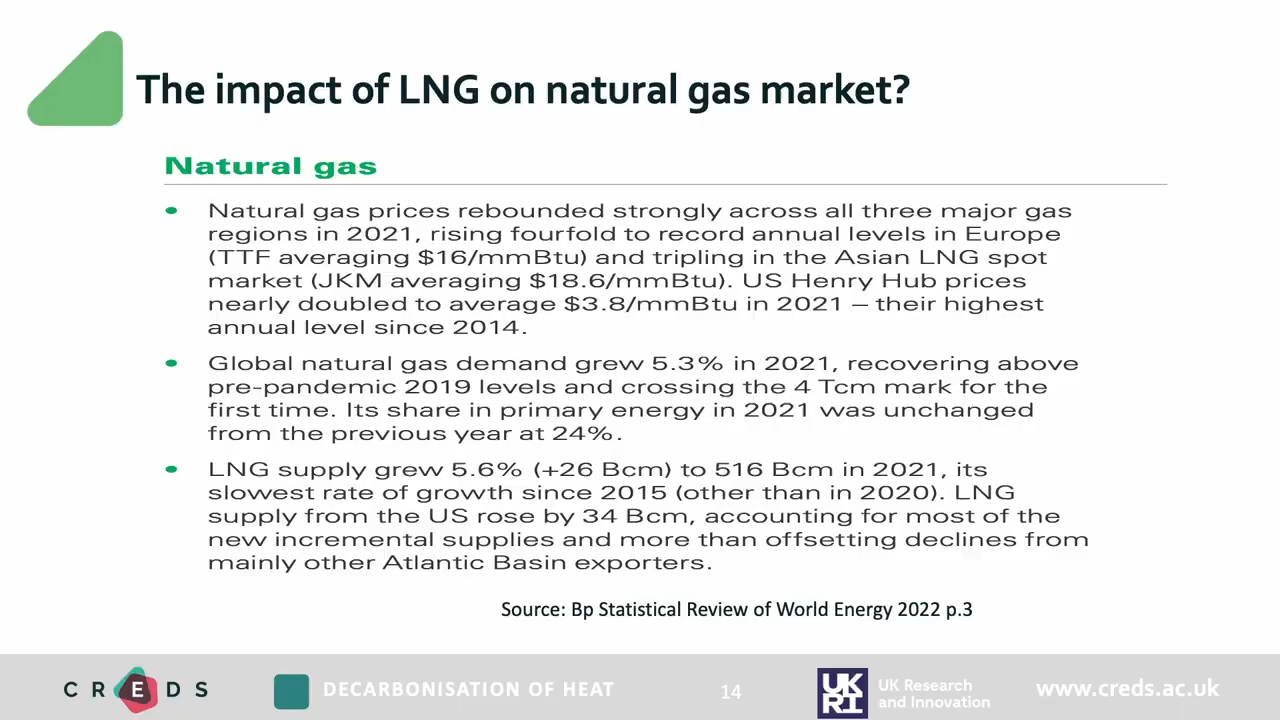 The impact of LNG on natural gas market?
Natural gas
• Natural gas prices rebounded strongly across all three major gas
regions in 2021, rising fourfold to record annual levels in Europe
(TTF averaging $16/mmBtu) and tripling in the Asian LNG spot
market (JKM averaging $18.6/mmBtu). US Henry Hub prices
nearly doubled to average $3.8/mmBtu in 2021 – their highest
annual level since 2014.
• Global natural gas demand grew 5.3% in 2021, recovering above
pre-pandemic 2019 levels and crossing the 4 Tcm mark for the
first time. Its share in primary energy in 2021 was unchanged
from the previous year at 24%.
• LNG supply grew 5.6% (+26 Bcm) to 516 Bcm in 2021, its
slowest rate of growth since 2015 (other than in 2020). LNG
supply from the US rose by 34 Bcm, accounting for most of the
new incremental supplies and more than offsetting declines from
mainly other Atlantic Basin exporters.
Source: Bp Statistical Review of World Energy 2022 p.3
CREDS
DECARBONISATION OF HEAT
14
UK
RI
UK Research
and Innovation
www.creds.ac.uk